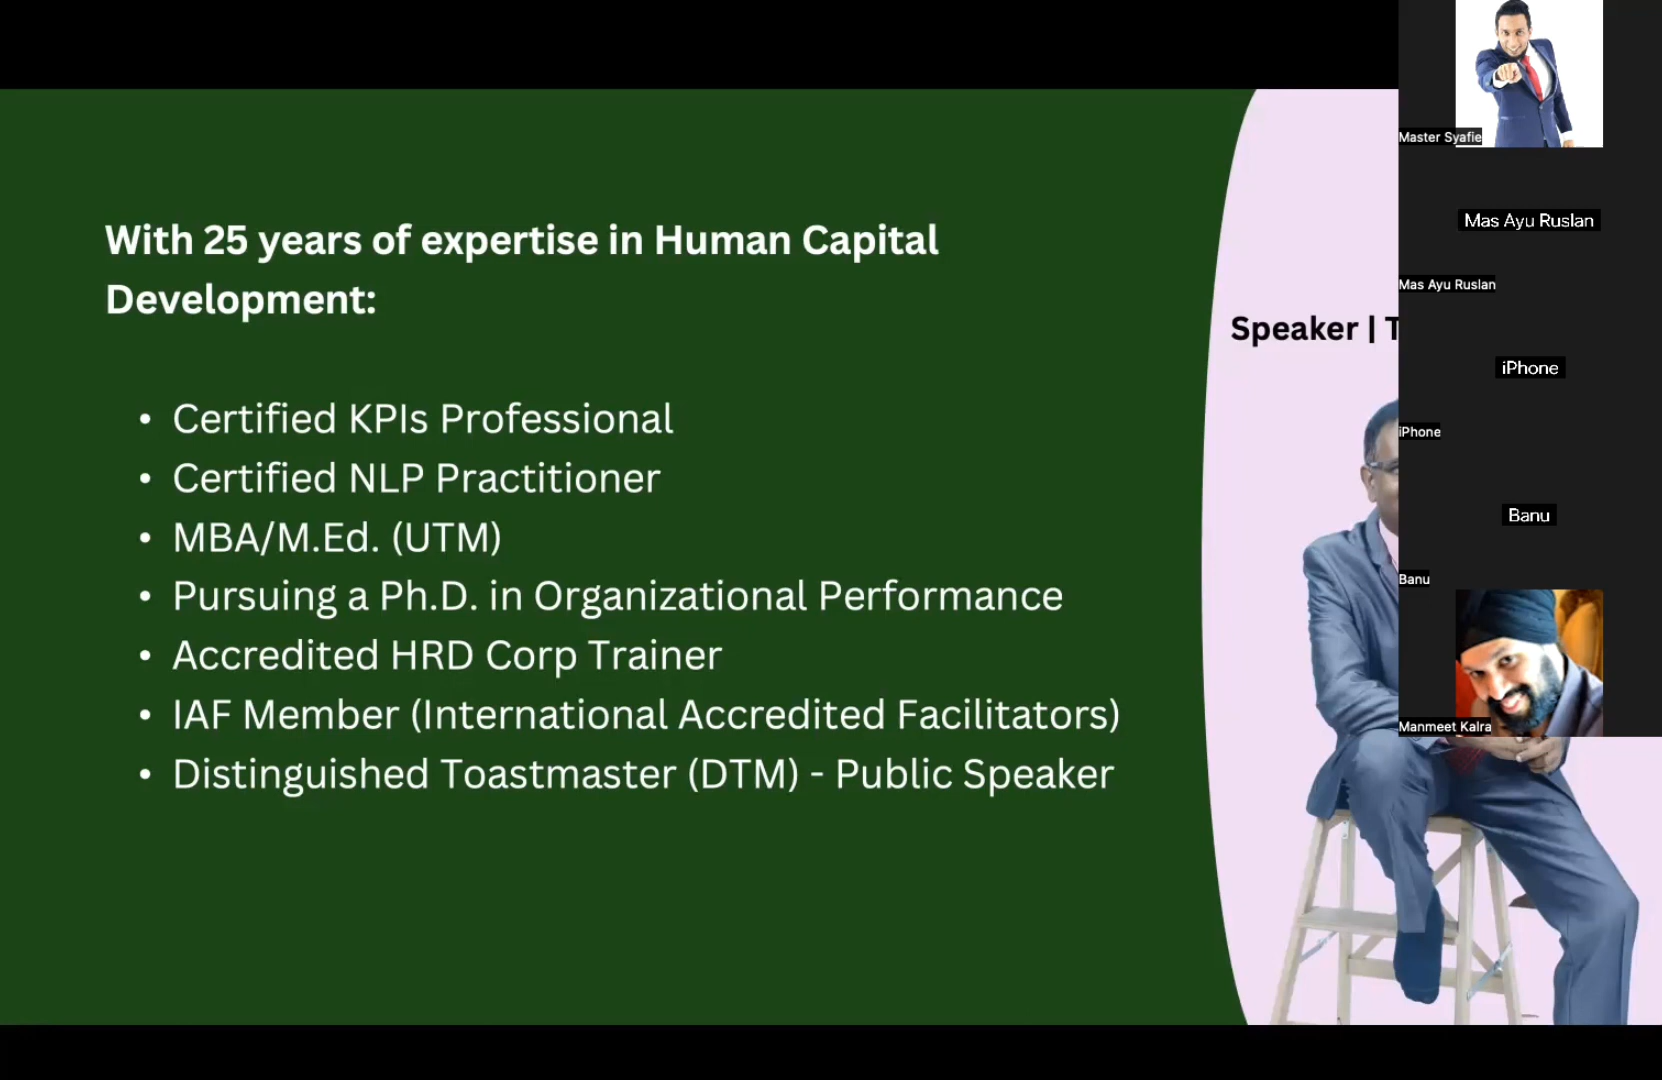 With 25 years of expertise in Human Capital
Development:
• Certified KPIs Professional
• Certified NLP Practitioner
• MBA/M.Ed. (UTM)
• Pursuing a Ph.D. in Organizational Performance
• Accredited HRD Corp Trainer
• IAF Member (International Accredited Facilitators)
• Distinguished Toastmaster (DTM) - Public Speaker
Speaker | T
Master Syafie
Mas Ayu Ruslan
Mas Ayu Ruslan
iPhone
iPhone
Banu
Banu
Manmeet Kalra